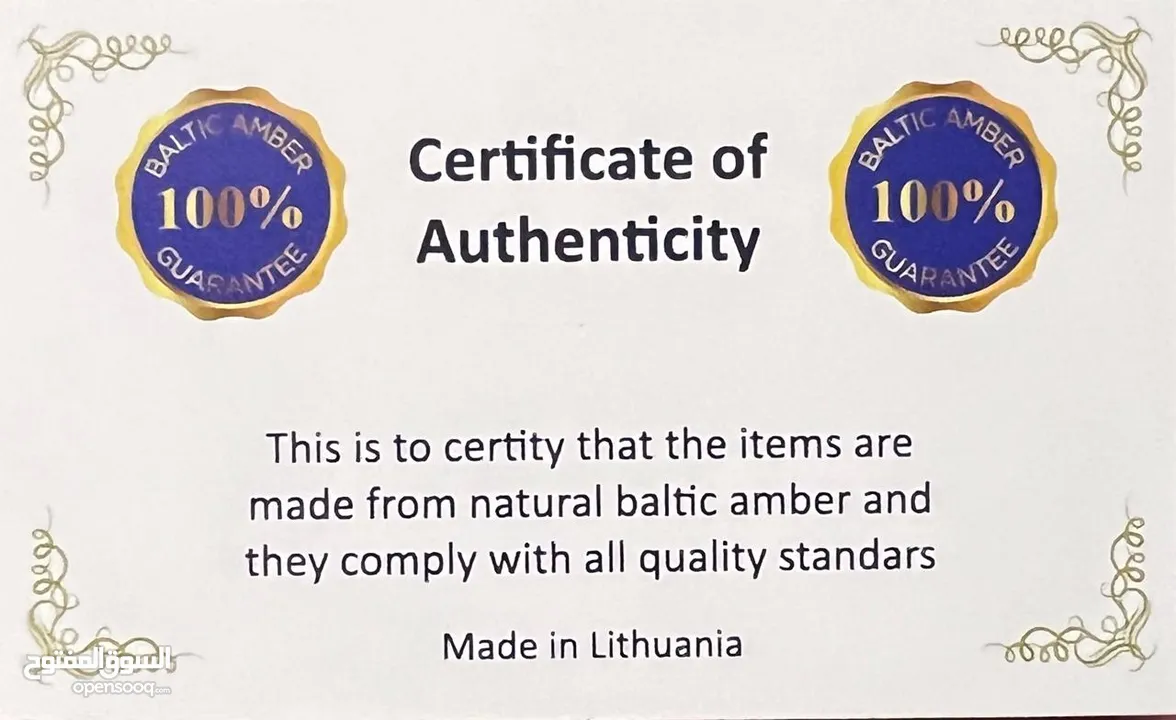 BALTIC AMBER
100%
GUARANTEE
Certificate of
Authenticity
BALTIC AMBER
100%
GUARANTEE
This is to certity that the items are
made from natural baltic amber and
they comply with all quality standars
Made in Lithuania
السوق المفتوح
opensooq.com